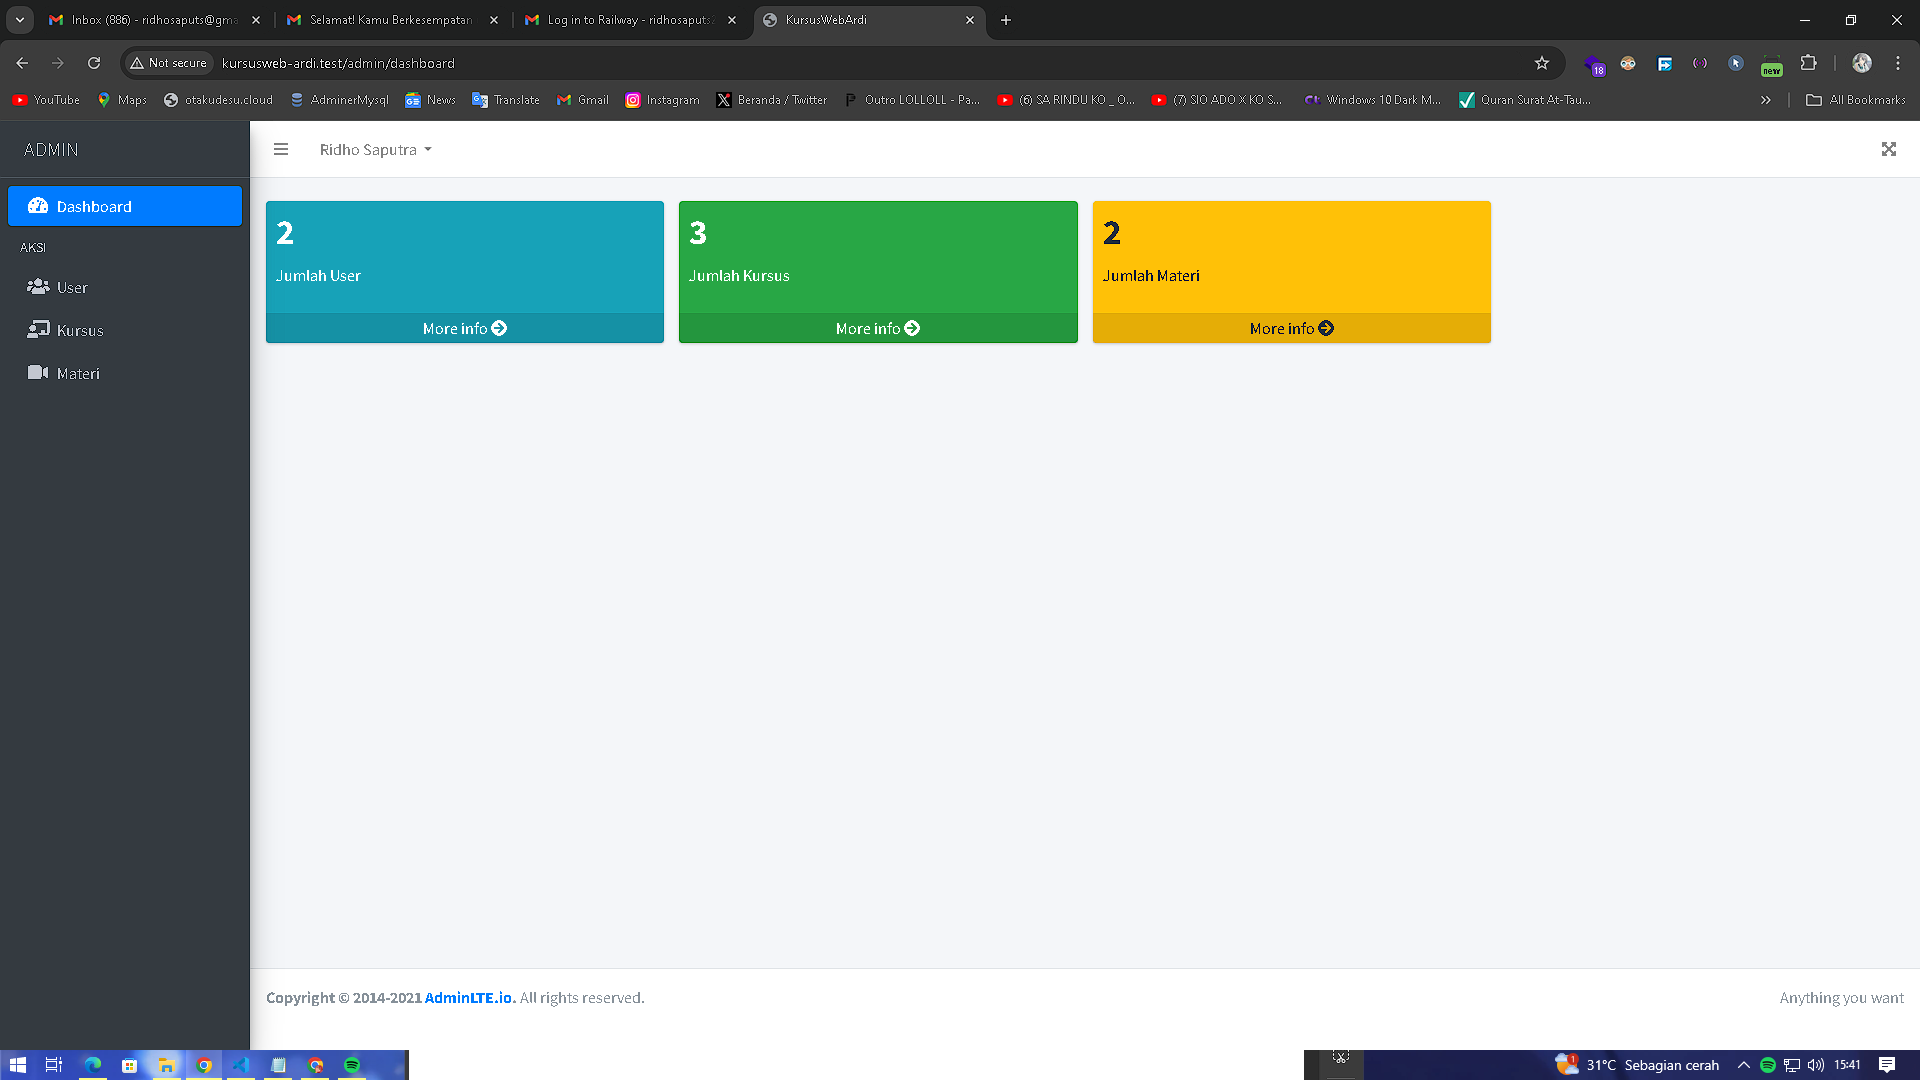 Inbox (886) - ridhosaputs@gma
Selamat! Kamu Berkesempatan
Log in to Railway - ridhosaputs
KursusWebArdi
Not secure
kursusweb-ardi.test/admin/dashboard
18
new
YouTube
Maps
otakudesu.cloud
AdminerMysql
News
Translate
Gmail
Instagram
Beranda / Twitter
Outro LOLLOLL - Pa...
(6) SA RINDU KO _ O...
(7) SIO ADO X KO S...
Windows 10 Dark M...
Quran Surat At-Tau...
All Bookmarks
ADMIN
Ridho Saputra
Dashboard
AKSI
User
Kursus
Materi
2
Jumlah User
More info
3
Jumlah Kursus
More info
2
Jumlah Materi
More info
Copyright © 2014-2021 AdminLTE.io. All rights reserved.
Anything you want
1
31°C Sebagian cerah
15:41